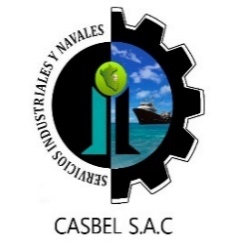 SERVICIOS INDUSTRIALES Y NAVALES
CASBEL S.A.C